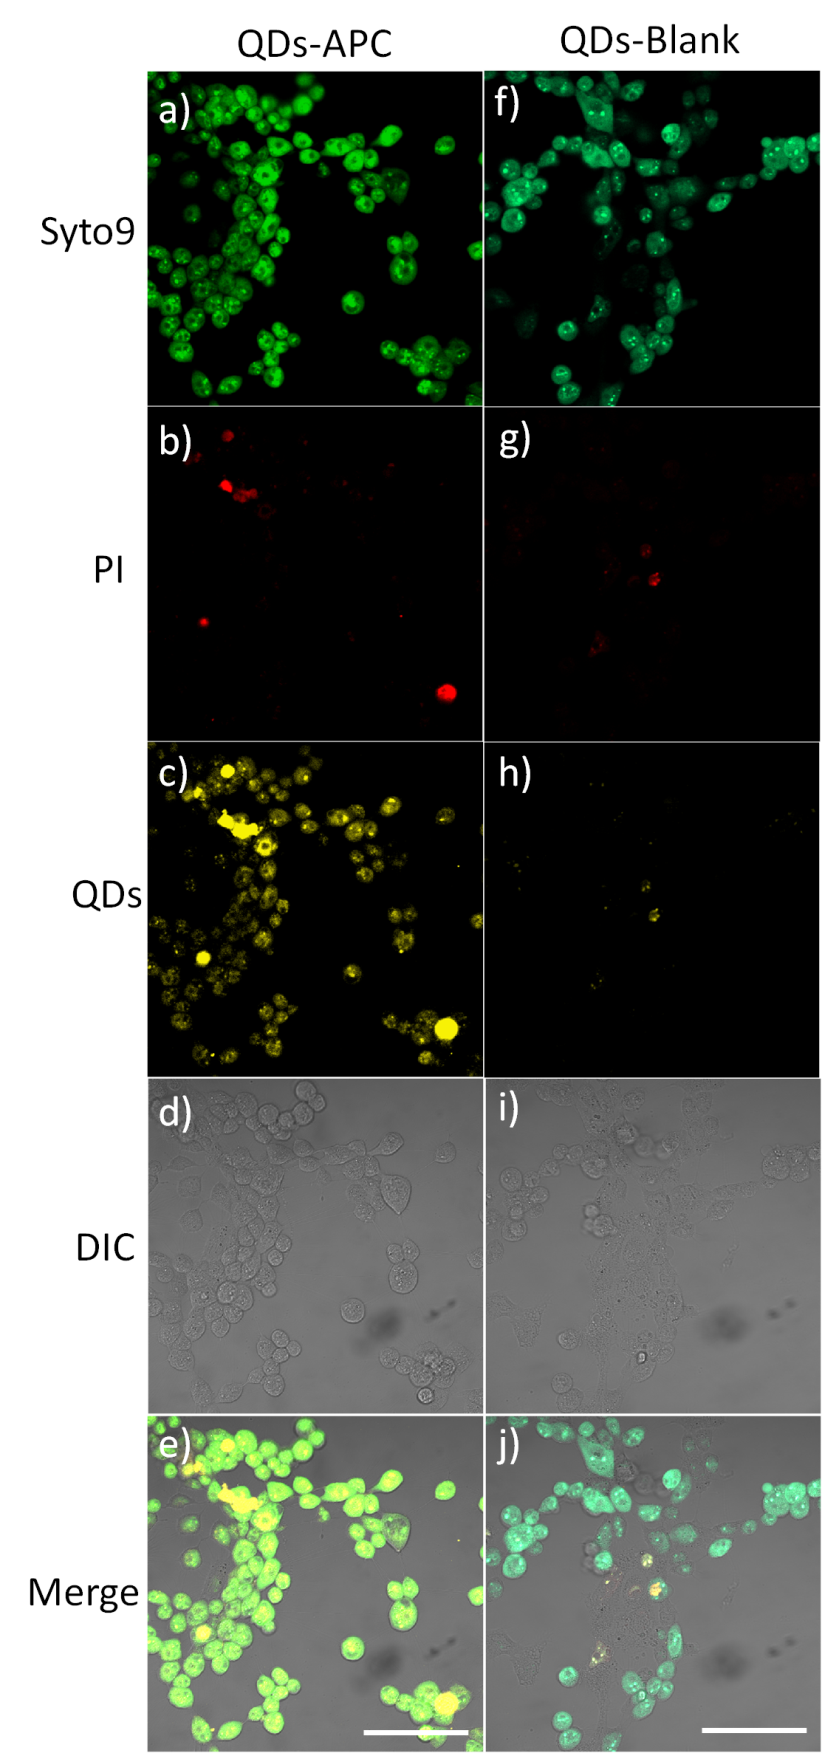 QDs-APC
QDs-Blank
Syto9
a)
f)
PI
b)
g)
QDs
c)
h)
DIC
d)
i)
Merge
e)
j)